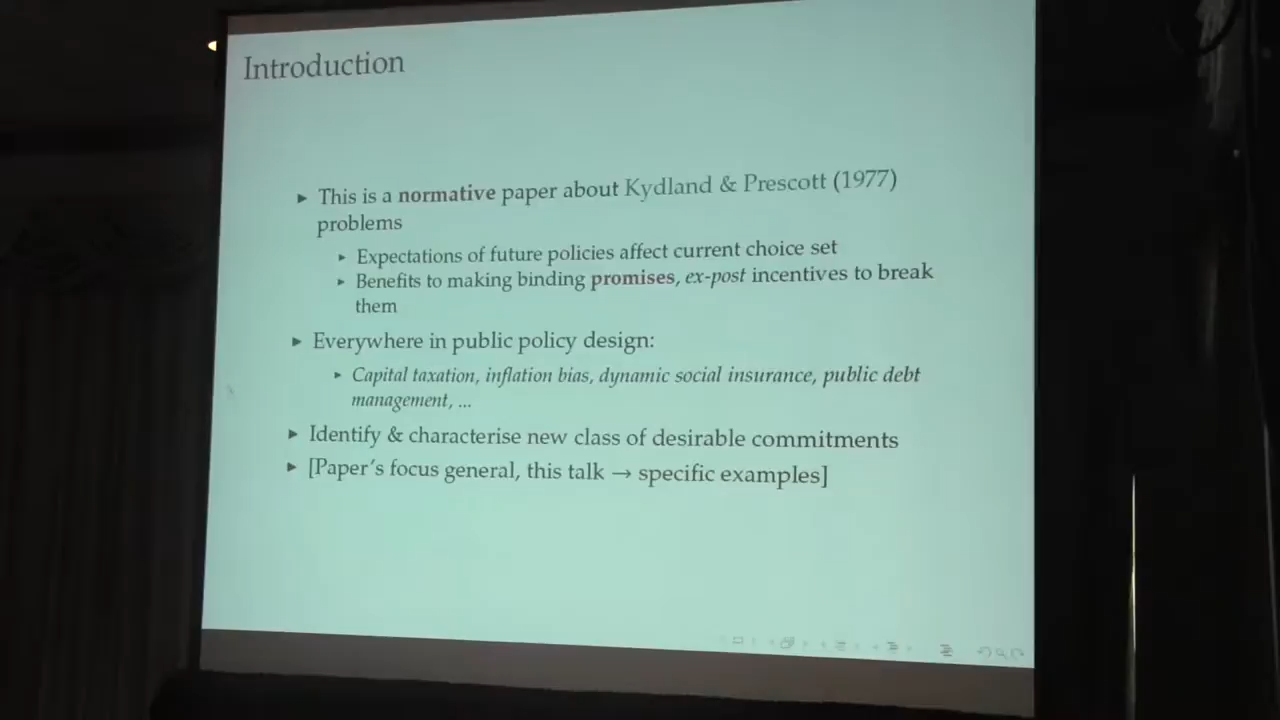 Introduction
▸ This is a normative paper about Kydland & Prescott (1977)
problems
▸ Expectations of future policies affect current choice set
▸ Benefits to making binding promises, ex-post incentives to break
them
▸ Everywhere in public policy design:
▸ Capital taxation, inflation bias, dynamic social insurance, public debt
management, ...
▸ Identify & characterise new class of desirable commitments
▸ [Paper's focus general, this talk → specific examples]